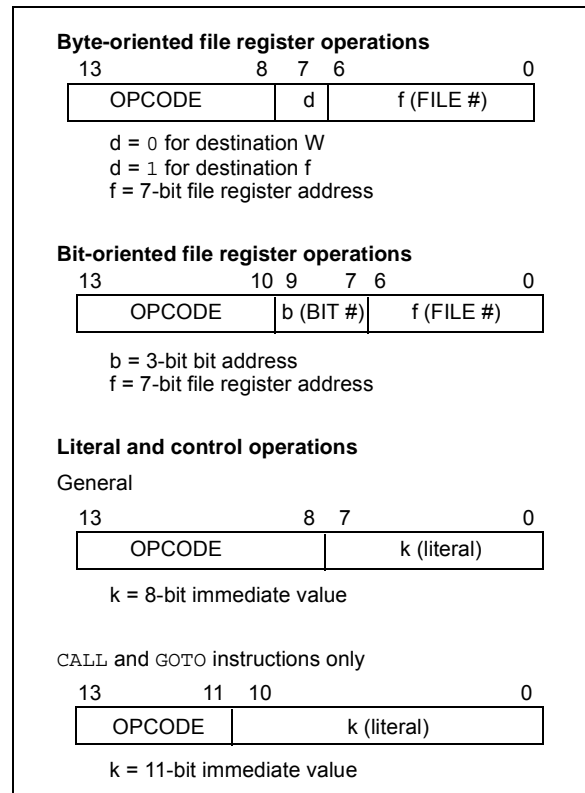 Byte-oriented file register operations
13 8 7 6 0
OPCODE d f (FILE #)
d = 0 for destination W
d = 1 for destination f
f = 7-bit file register address
Bit-oriented file register operations
13 10 9 7 6 0
OPCODE b (BIT #) f (FILE #)
b = 3-bit bit address
f = 7-bit file register address
Literal and control operations
General
13 8 7 0
OPCODE k (literal)
k = 8-bit immediate value
CALL and GOTO instructions only
13 11 10 0
OPCODE k (literal)
k = 11-bit immediate value